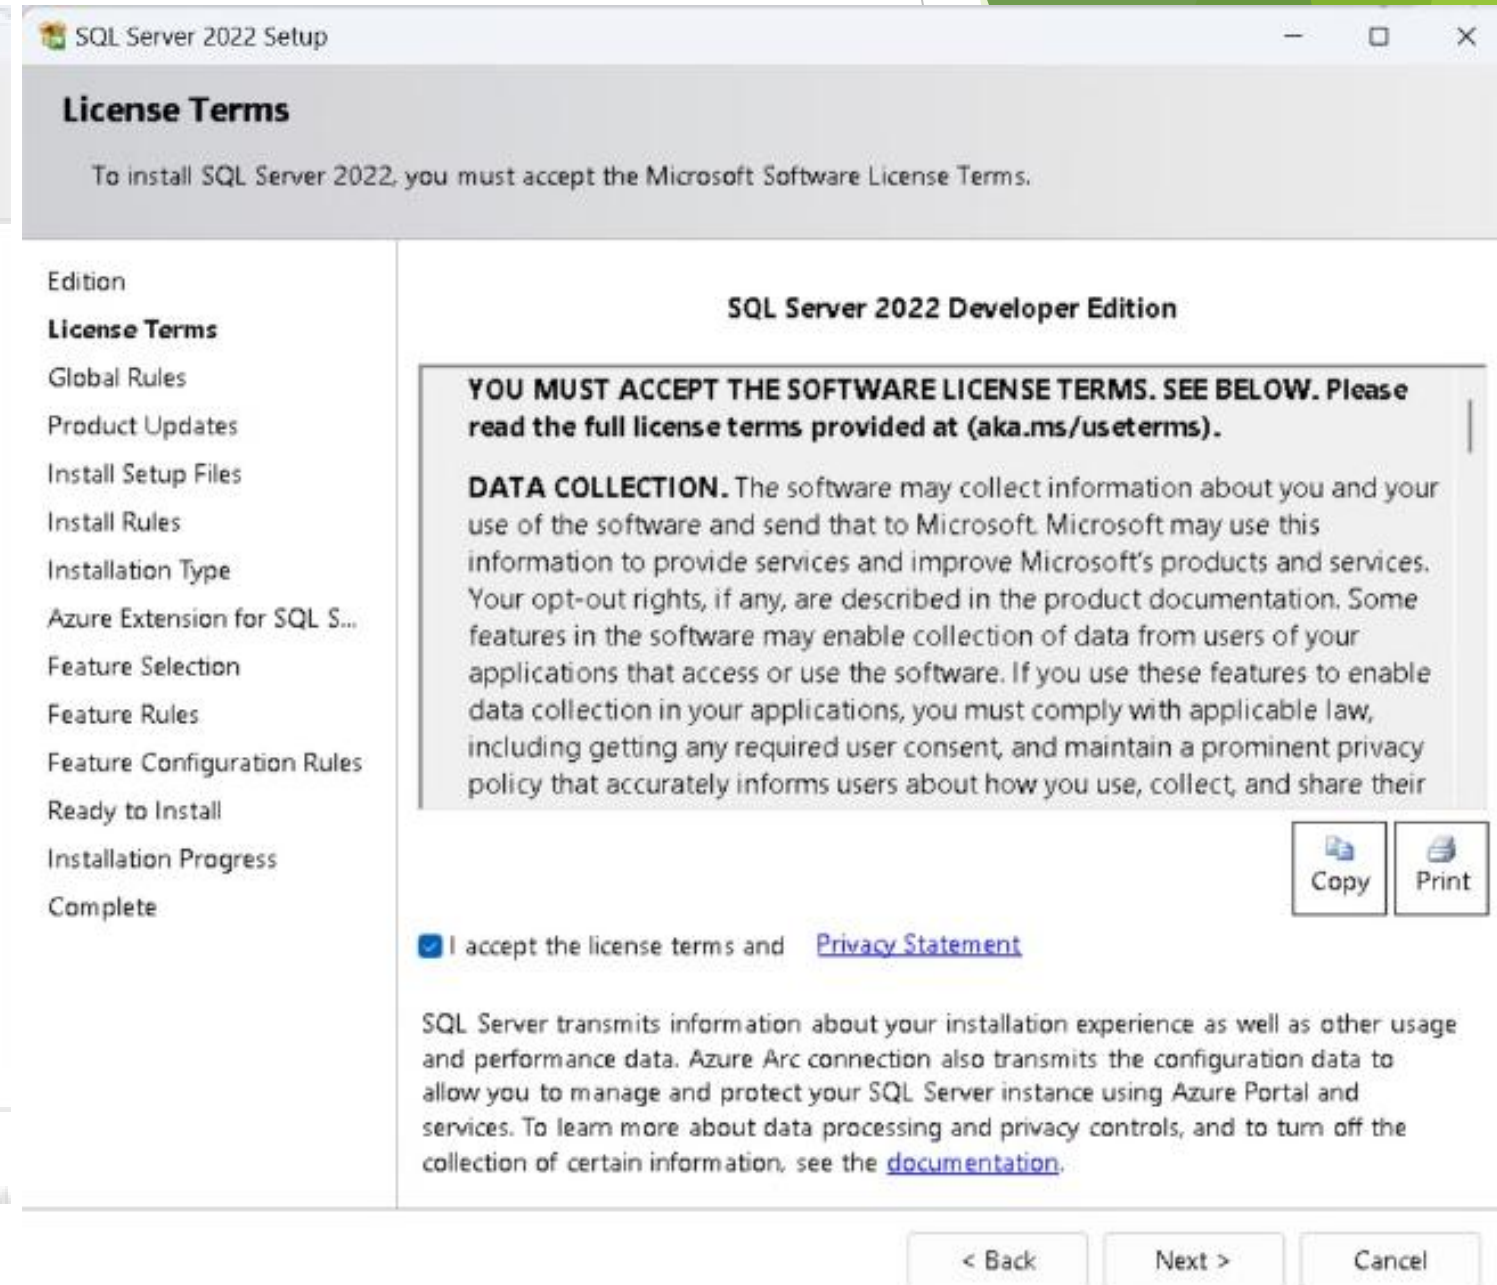 SQL Server 2022 Setup
License Terms
To install SQL Server 2022, you must accept the Microsoft Software License Terms.
Edition
License Terms
Global Rules
Product Updates
Install Setup Files
Install Rules
Installation Type
Azure Extension for SQL S...
Feature Selection
Feature Rules
Feature Configuration Rules
Ready to Install
Installation Progress
Complete
SQL Server 2022 Developer Edition
YOU MUST ACCEPT THE SOFTWARE LICENSE TERMS. SEE BELOW. Please
read the full license terms provided at (aka.ms/useterms).
DATA COLLECTION. The software may collect information about you and your
use of the software and send that to Microsoft. Microsoft may use this
information to provide services and improve Microsoft's products and services.
Your opt-out rights, if any, are described in the product documentation. Some
features in the software may enable collection of data from users of your
applications that access or use the software. If you use these features to enable
data collection in your applications, you must comply with applicable law,
including getting any required user consent, and maintain a prominent privacy
policy that accurately informs users about how you use, collect, and share their
Copy
Print
I accept the license terms and Privacy Statement
SQL Server transmits information about your installation experience as well as other usage
and performance data. Azure Arc connection also transmits the configuration data to
allow you to manage and protect your SQL Server instance using Azure Portal and
services. To learn more about data processing and privacy controls, and to turn off the
collection of certain information, see the documentation.
< Back
Next >
Cancel